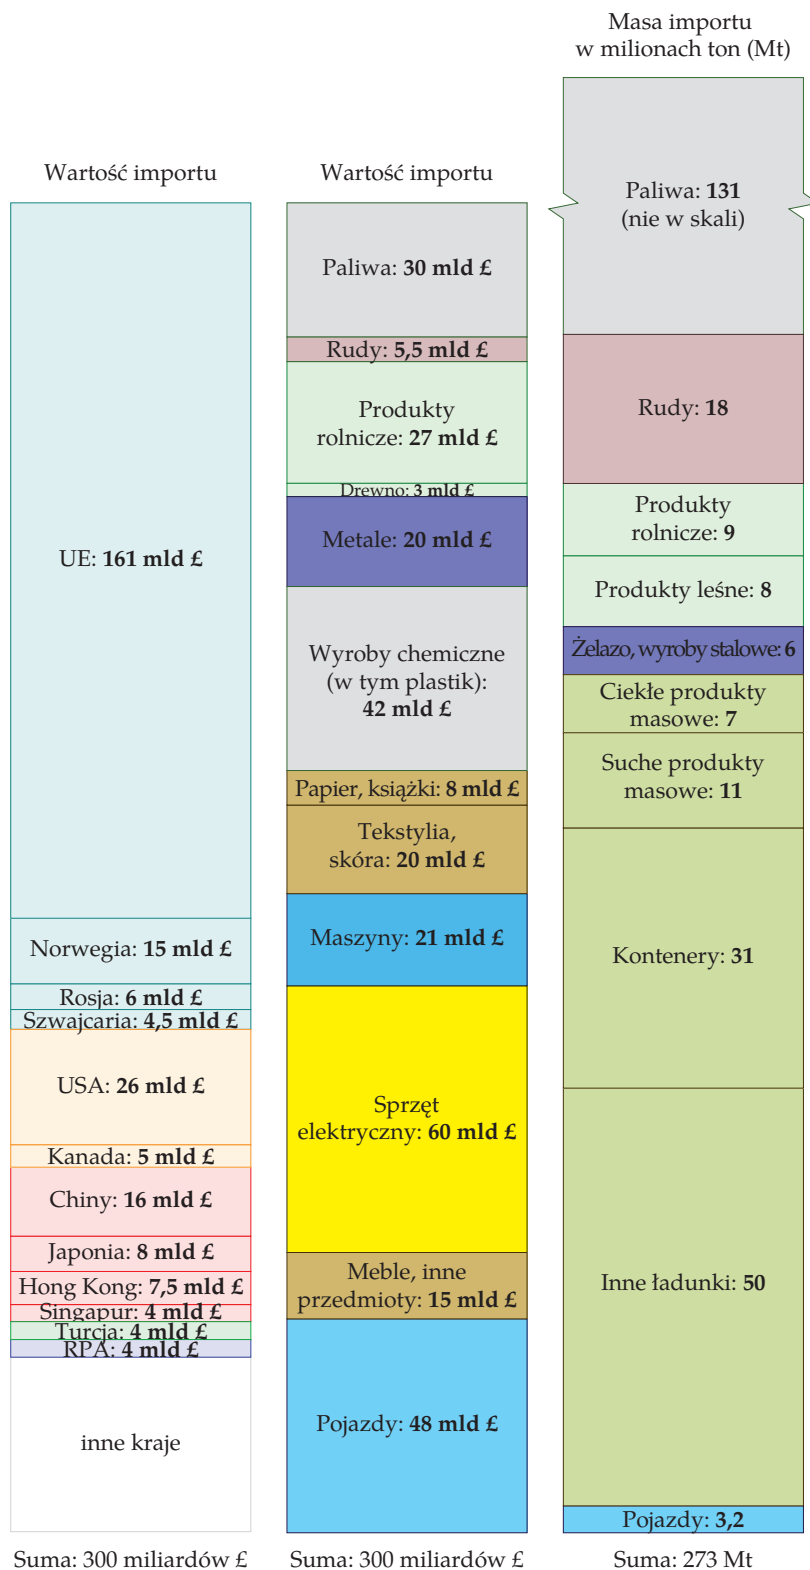 Wartość importu
UE: 161 mld £
Norwegia: 15 mld £
Rosja: 6 mld £
Szwajcaria: 4,5 mld £
USA: 26 mld £
Kanada: 5 mld £
Chiny: 16 mld £
Japonia: 8 mld £
Hong Kong: 7,5 mld £
Singapur: 4 mld £
Turcja: 4 mld £
RPA: 4 mld £
inne kraje
Suma: 300 miliardów £
Wartość importu
Paliwa: 30 mld £
Rudy: 5,5 mld £
Produkty
rolnicze: 27 mld £
Drewno: 3 mld £
Metale: 20 mld £
Wyroby chemiczne
(w tym plastik):
42 mld £
Papier, książki: 8 mld £
Tekstylia,
skóra: 20 mld £
Maszyny: 21 mld £
Sprzęt
elektryczny: 60 mld £
Meble, inne
przedmioty: 15 mld £
Pojazdy: 48 mld £
Suma: 300 miliardów £
Masa importu
w milionach ton (Mt)
Paliwa: 131
(nie w skali)
Rudy: 18
Produkty
rolnicze: 9
Produkty leśne: 8
Żelazo, wyroby stalowe: 6
Ciekłe produkty
masowe: 7
Suche produkty
masowe: 11
Kontenery: 31
Inne ładunki: 50
Pojazdy: 3,2
Suma: 273 Mt